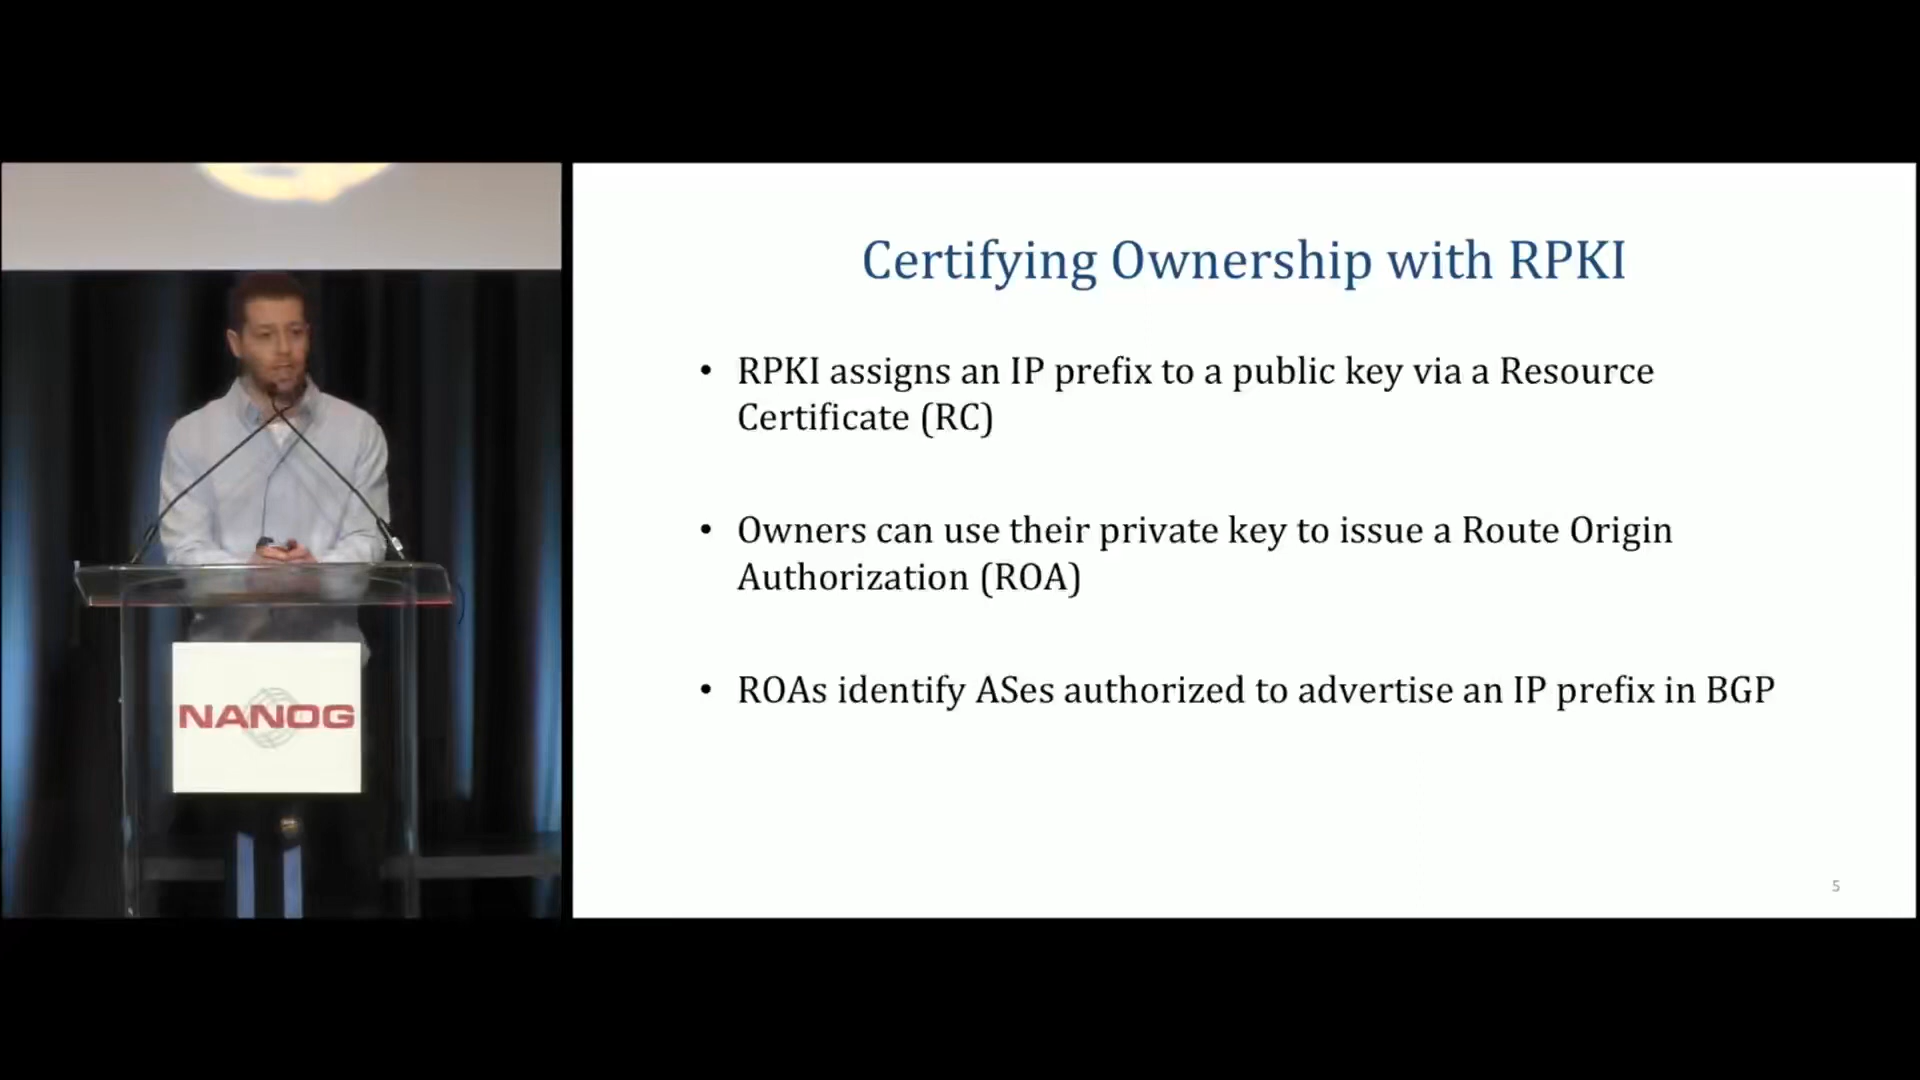 Certifying Ownership with RPKI
• RPKI assigns an IP prefix to a public key via a Resource
Certificate (RC)
• Owners can use their private key to issue a Route Origin
Authorization (ROA)
• ROAs identify ASes authorized to advertise an IP prefix in BGP
NANOG
5